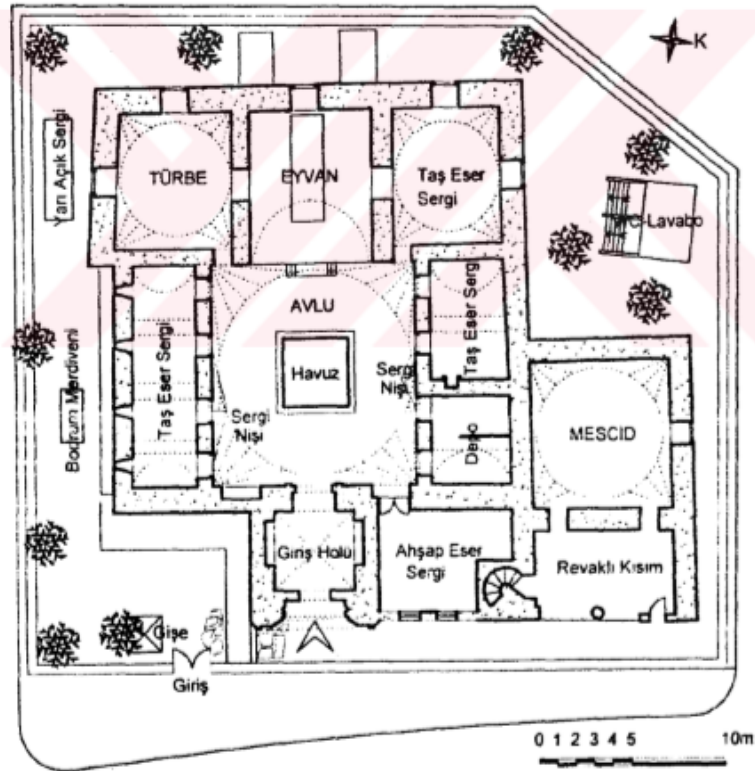 K
Yarı Açık Sergi
TÜRBE
EYVAN
Taş Eser
Sergi
WC-Lavabo
AVLU
Taş Eser Sergi
Taş Eser Sergi
Havuz
Sergi
Nişi
Sergi
Nişi
Bodrum Merdiveni
Depo
MESCID
Giriş Holü
Ahşap Eser
Sergi
Revaklı Kısım
Gişe
Giriş
0 1 2 3 4 5 10m